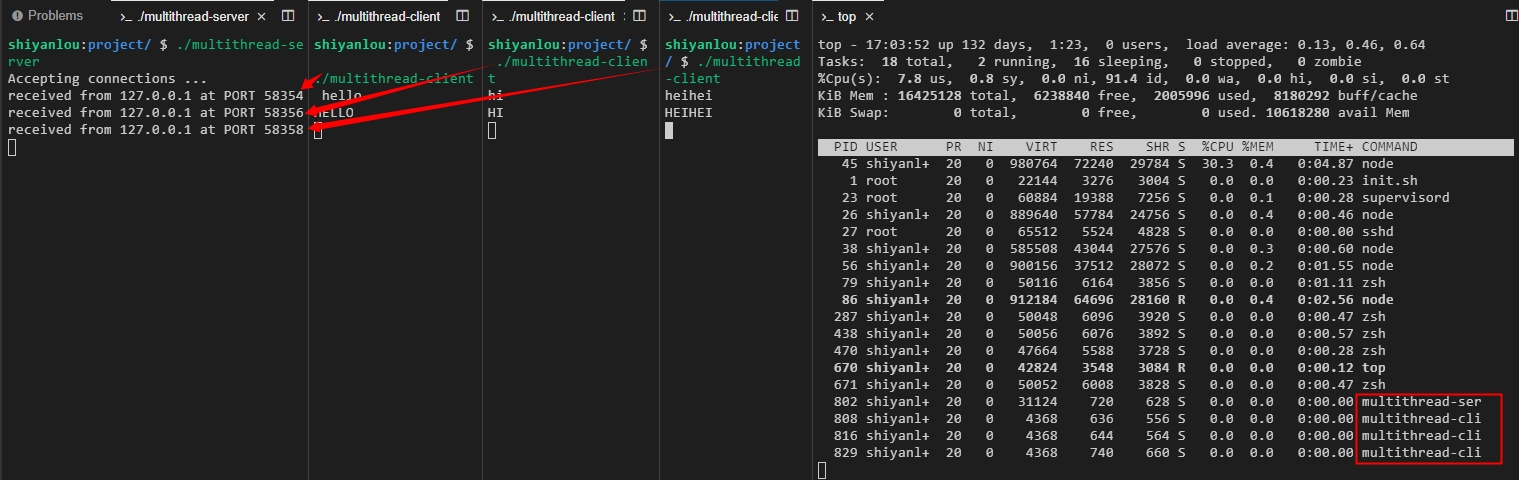 Problems
>_ ./multithread-server ×
shiyanlou:project/ $ ./multithread-se
rver
Accepting connections ...
received from 127.0.0.1 at PORT 58354
received from 127.0.0.1 at PORT 58356
received from 127.0.0.1 at PORT 58358
>_ ./multithread-client
shiyanlou:project/ $
./multithread-client
hello
HELLO
>_ ./multithread-client
shiyanlou:project/ $
./multithread-clien
t
hi
HI
>_ ./multithread-clie
shiyanlou:project
/ $ ./multithread
-client
heihei
HEIHEI
>_ top ×
top - 17:03:52 up 132 days,  1:23,  0 users,  load average: 0.13, 0.46, 0.64
Tasks:  18 total,   2 running,  16 sleeping,   0 stopped,   0 zombie
%Cpu(s):  7.8 us,  0.8 sy,  0.0 ni, 91.4 id,  0.0 wa,  0.0 hi,  0.0 si,  0.0 st
KiB Mem : 16425128 total,  6238840 free,  2005996 used,  8180292 buff/cache
KiB Swap:        0 total,        0 free,        0 used. 10618280 avail Mem
PID USER      PR  NI    VIRT    RES    SHR S  %CPU %MEM     TIME+ COMMAND
45 shiyanl+  20   0  980764  72240  29784 S  30.3  0.4   0:04.87 node
1 root      20   0   22144   3276   3004 S   0.0  0.0   0:00.23 init.sh
23 root      20   0   60884  19388   7256 S   0.0  0.1   0:00.28 supervisord
26 shiyanl+  20   0  889640  57784  24756 S   0.0  0.4   0:00.46 node
27 root      20   0   65512   5524   4828 S   0.0  0.0   0:00.00 sshd
38 shiyanl+  20   0  585508  43044  27576 S   0.0  0.3   0:00.60 node
56 shiyanl+  20   0  900156  37512  28072 S   0.0  0.2   0:01.55 node
79 shiyanl+  20   0   50116   6164   3856 S   0.0  0.0   0:01.11 zsh
86 shiyanl+  20   0  912184  64696  28160 R   0.0  0.4   0:02.56 node
287 shiyanl+  20   0   50048   6096   3920 S   0.0  0.0   0:00.47 zsh
438 shiyanl+  20   0   50056   6076   3892 S   0.0  0.0   0:00.57 zsh
470 shiyanl+  20   0   47664   5588   3728 S   0.0  0.0   0:00.28 zsh
670 shiyanl+  20   0   42824   3548   3084 R   0.0  0.0   0:00.12 top
671 shiyanl+  20   0   50052   6008   3828 S   0.0  0.0   0:00.47 zsh
802 shiyanl+  20   0   31124    720    628 S   0.0  0.0   0:00.00 multithread-ser
808 shiyanl+  20   0    4368    636    556 S   0.0  0.0   0:00.00 multithread-cli
816 shiyanl+  20   0    4368    644    564 S   0.0  0.0   0:00.00 multithread-cli
829 shiyanl+  20   0    4368    740    660 S   0.0  0.0   0:00.00 multithread-cli